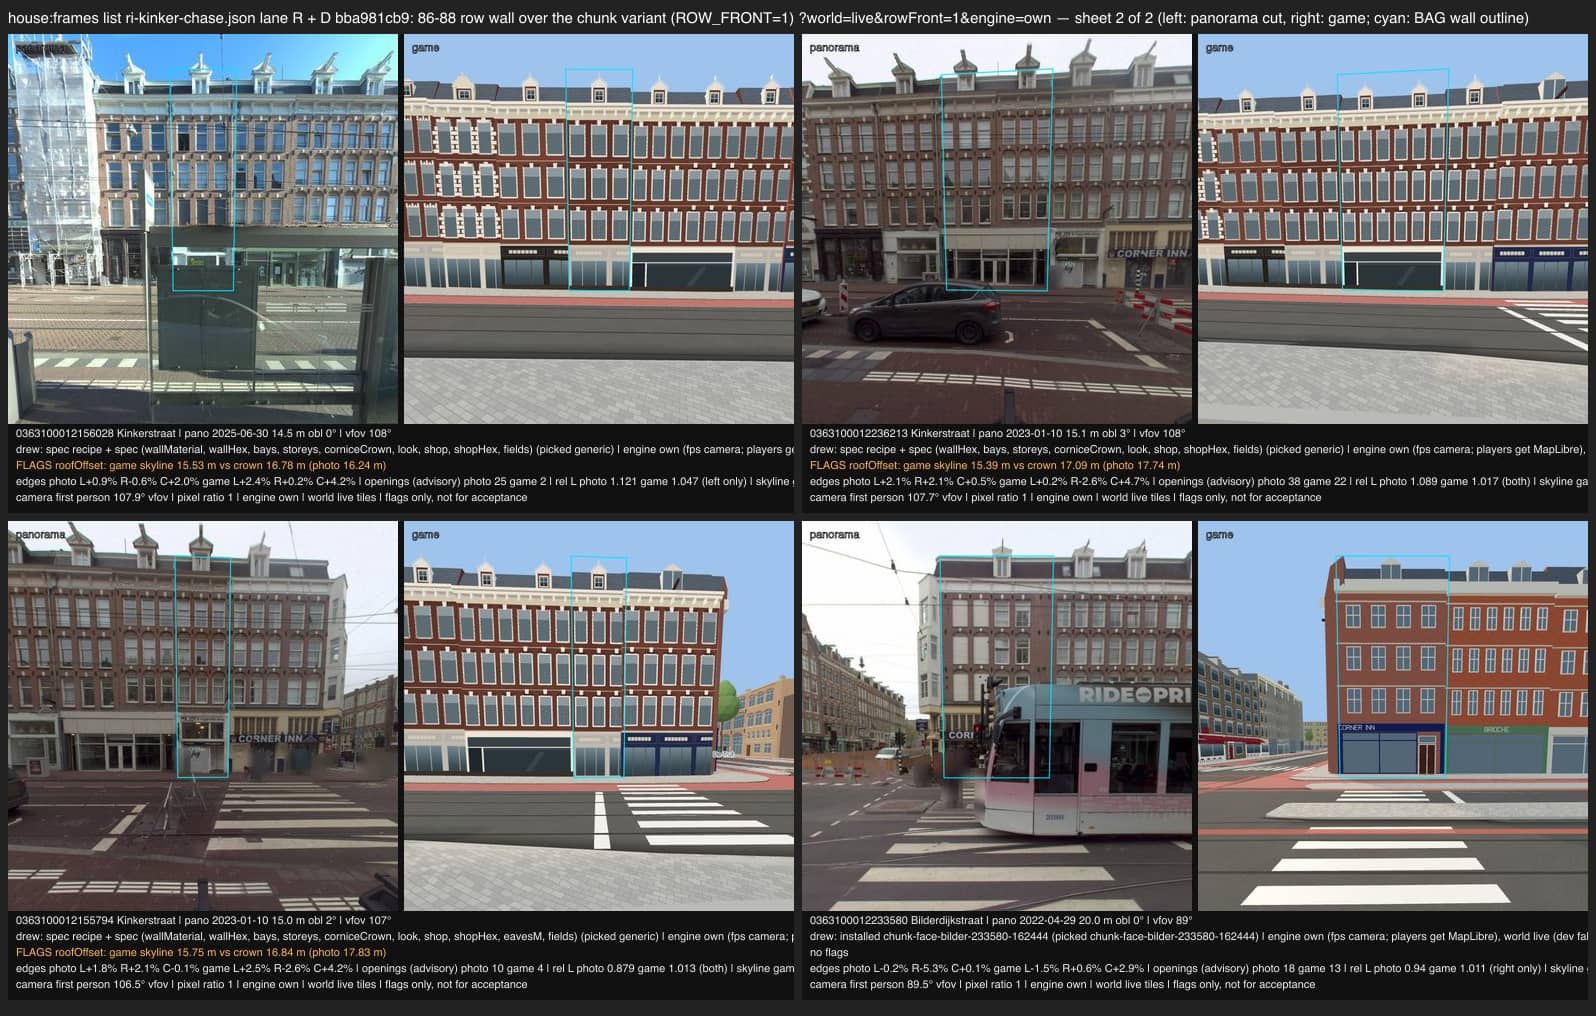 house:frames list ri-kinker-chase.json lane R + D bba981cb9: 86-88 row wall over the chunk variant (ROW_FRONT=1) ?world=live&rowFront=1&engine=own — sheet 2 of 2 (left: panorama cut, right: game; cyan: BAG wall outline)
panorama
game
panorama
game
CORNER INN
0363100012156028 Kinkerstraat | pano 2025-06-30 14.5 m obl 0° | vfov 108°
drew: spec recipe + spec (wallMaterial, wallHex, bays, storeys, corniceCrown, look, shop, shopHex, fields) (picked generic) | engine own (fps camera; players ge
FLAGS roofOffset: game skyline 15.53 m vs crown 16.78 m (photo 16.24 m)
edges photo L+0.9% R-0.6% C+2.0% game L+2.4% R+0.2% C+4.2% | openings (advisory) photo 25 game 2 | rel L photo 1.121 game 1.047 (left only) | skyline
camera first person 107.9° vfov | pixel ratio 1 | engine own | world live tiles | flags only, not for acceptance
0363100012236213 Kinkerstraat | pano 2023-01-10 15.1 m obl 3° | vfov 108°
drew: spec recipe + spec (wallMaterial, wallHex, bays, storeys, corniceCrown, look, shop, shopHex, fields) (picked generic) | engine own (fps camera; players get MapLibre),
FLAGS roofOffset: game skyline 15.39 m vs crown 17.09 m (photo 17.74 m)
edges photo L+2.1% R+2.1% C+0.5% game L+0.2% R-2.6% C+4.7% | openings (advisory) photo 38 game 22 | rel L photo 1.089 game 1.017 (both) | skyline ga
camera first person 107.7° vfov | pixel ratio 1 | engine own | world live tiles | flags only, not for acceptance
panorama
CORNER INN
game
panorama
RIDE PRI
CORI
game
CORNER INN
BROCHE
0363100012155794 Kinkerstraat | pano 2023-01-10 15.0 m obl 2° | vfov 107°
drew: spec recipe + spec (wallMaterial, wallHex, bays, storeys, corniceCrown, look, shop, shopHex, eavesM, fields) (picked generic) | engine own (fps camera; p
FLAGS roofOffset: game skyline 15.75 m vs crown 16.84 m (photo 17.83 m)
edges photo L+1.8% R+2.1% C-0.1% game L+2.5% R-2.6% C+4.2% | openings (advisory) photo 10 game 4 | rel L photo 0.879 game 1.013 (both) | skyline gam
camera first person 106.5° vfov | pixel ratio 1 | engine own | world live tiles | flags only, not for acceptance
0363100012233580 Bilderdijkstraat | pano 2022-04-29 20.0 m obl 0° | vfov 89°
drew: installed chunk-face-bilder-233580-162444 (picked chunk-face-bilder-233580-162444) | engine own (fps camera; players get MapLibre), world live (dev fal
no flags
edges photo L-0.2% R-5.3% C+0.1% game L-1.5% R+0.6% C+2.9% | openings (advisory) photo 18 game 13 | rel L photo 0.94 game 1.011 (right only) | skyline
camera first person 89.5° vfov | pixel ratio 1 | engine own | world live tiles | flags only, not for acceptance